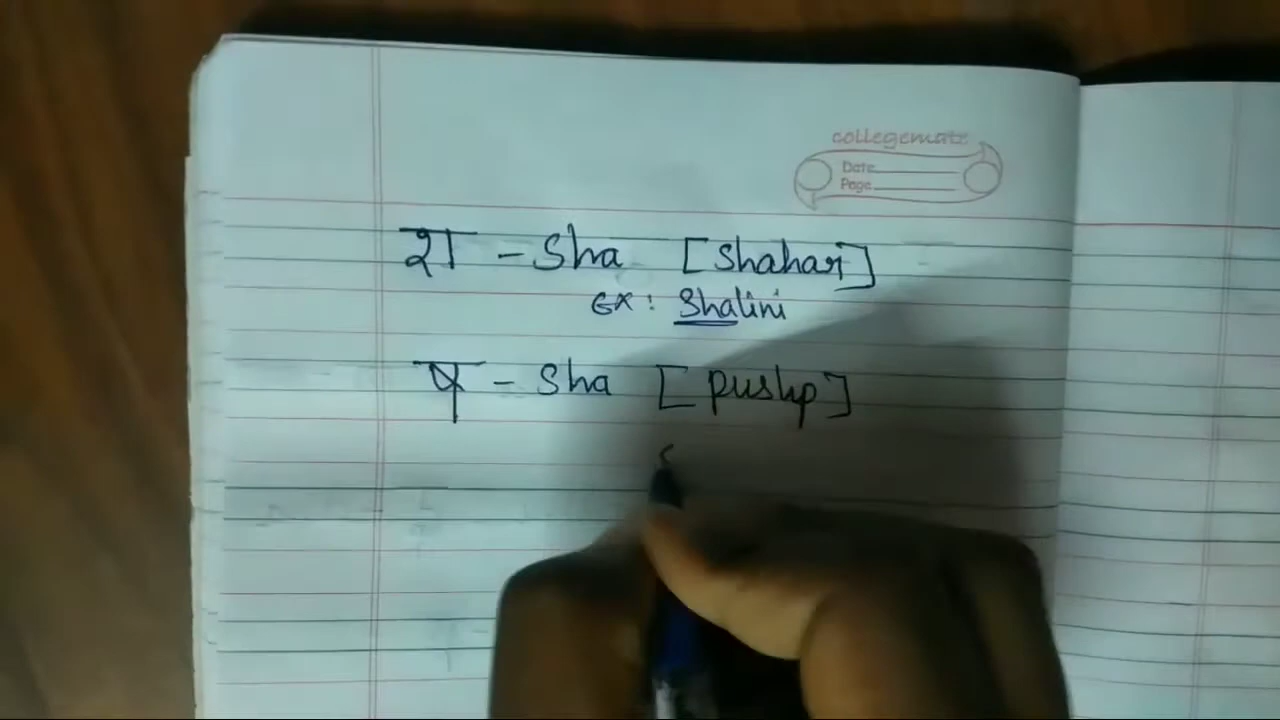 collegemate
Date
Page
श - Sha [Shahar]
Ex: Shalini
ष - Sha [pushp]